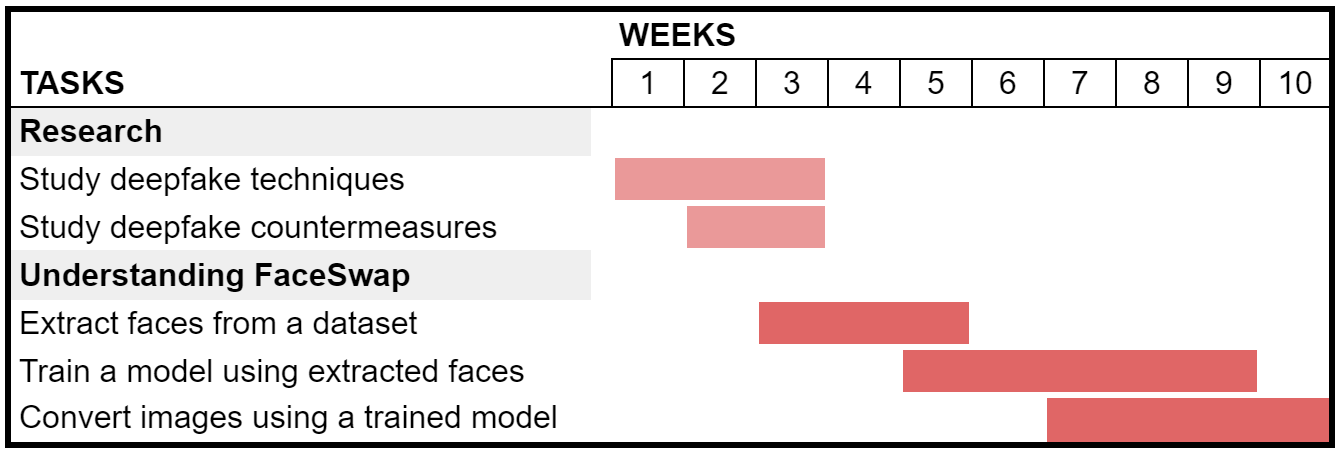 WEEKS
TASKS 1 2 3 4 5 6 7 8 9 10
Research
Study deepfake techniques
Study deepfake countermeasures
Understanding FaceSwap
Extract faces from a dataset
Train a model using extracted faces
Convert images using a trained model